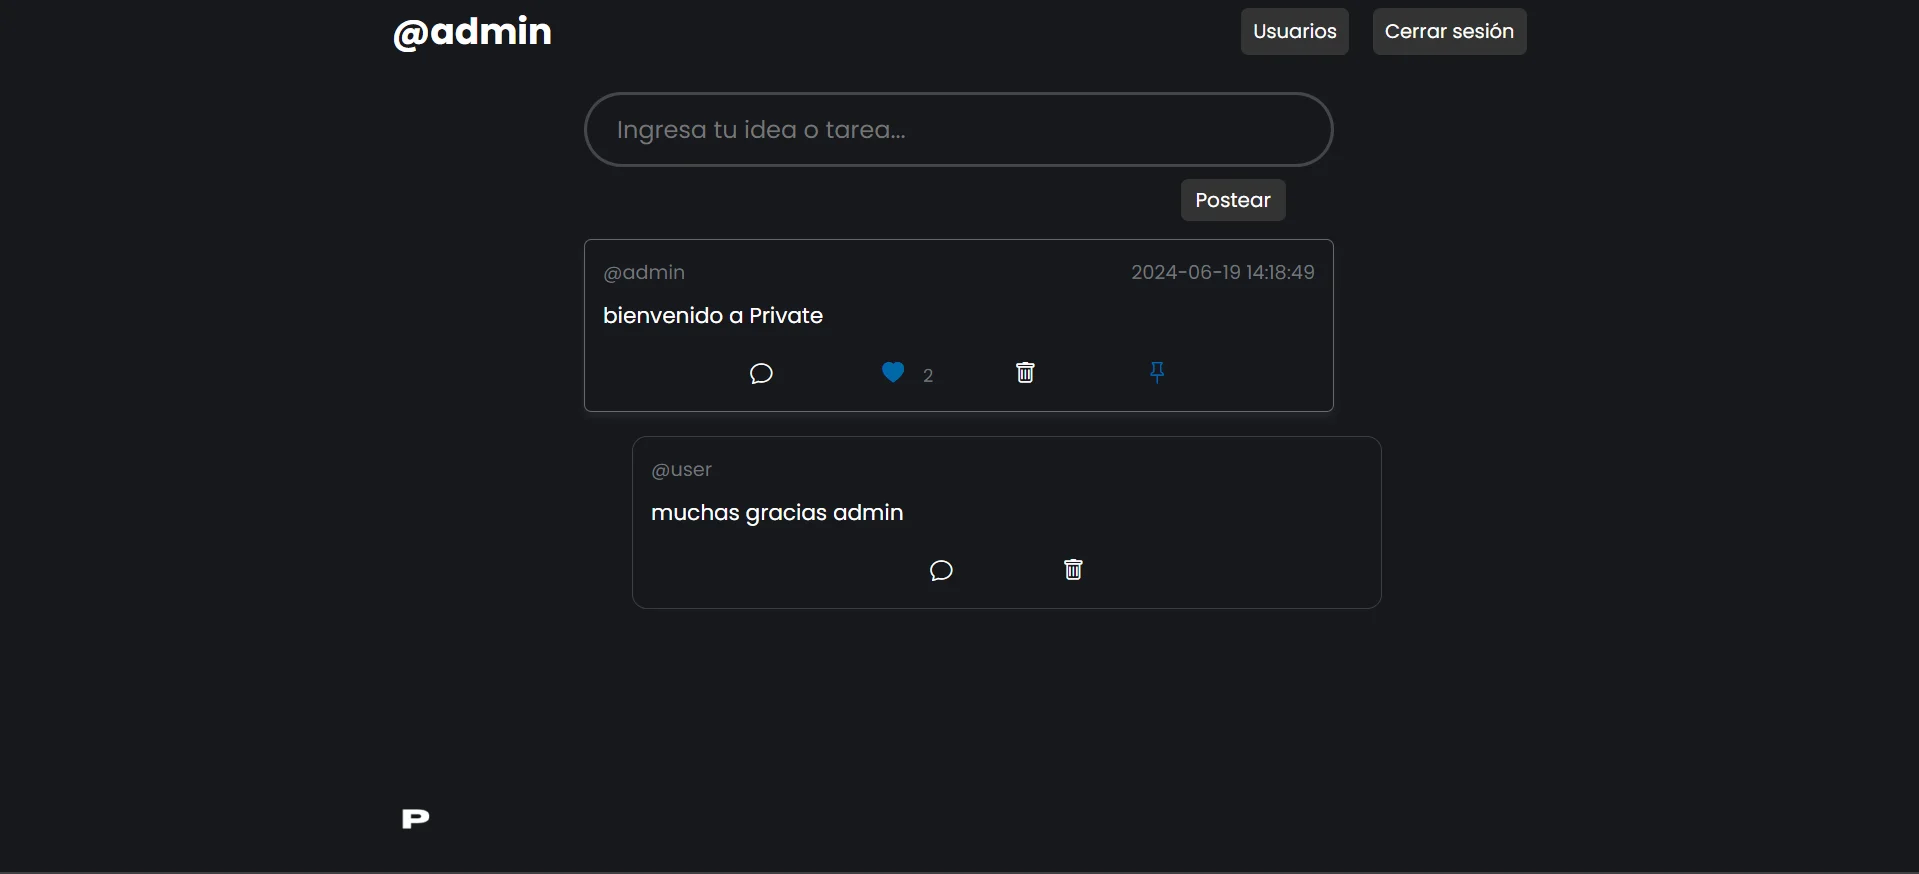 @admin
Usuarios
Cerrar sesión
Ingresa tu idea o tarea...
Postear
@admin
2024-06-19 14:18:49
bienvenido a Private
2
@user
muchas gracias admin
P